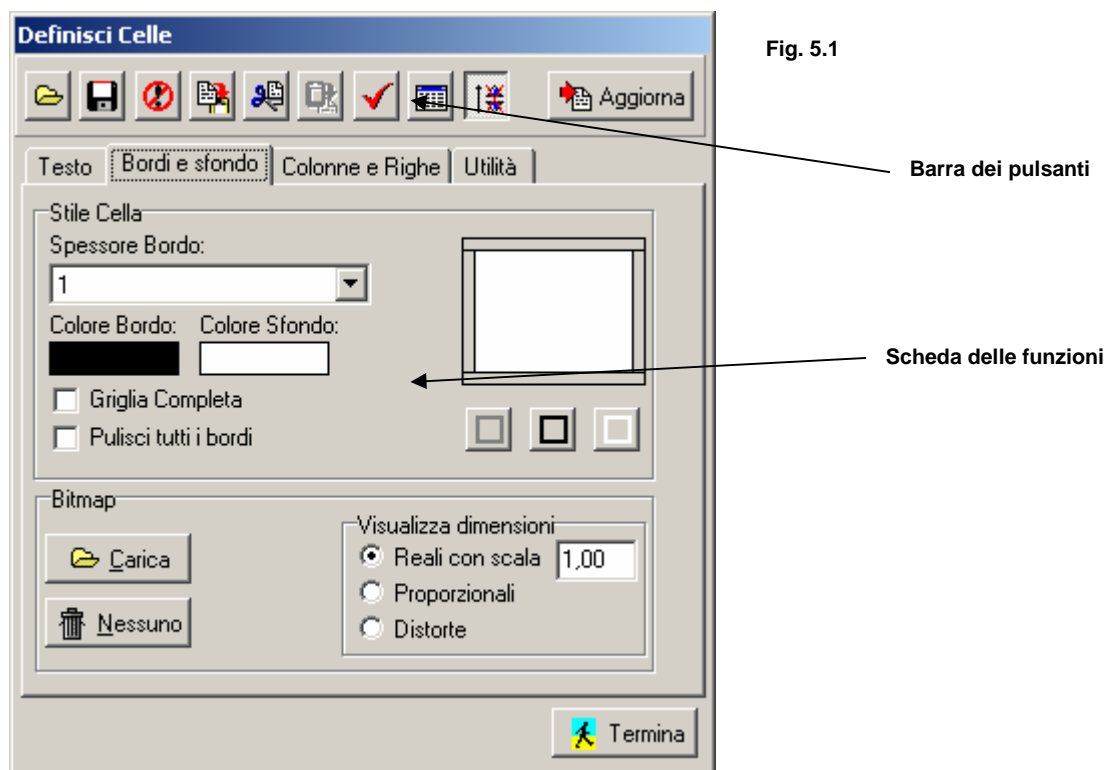 Definisci Celle
Fig. 5.1
Aggiorna
Barra dei pulsanti
Testo Bordi e sfondo Colonne e Righe Utilità
Stile Cella
Spessore Bordo:
1
Colore Bordo: Colore Sfondo:
Scheda delle funzioni
Griglia Completa
Pulisci tutti i bordi
Bitmap
Visualizza dimensioni
Carica
Reali con scala 1,00
Proporzionali
Nessuno
Distorte
Termina